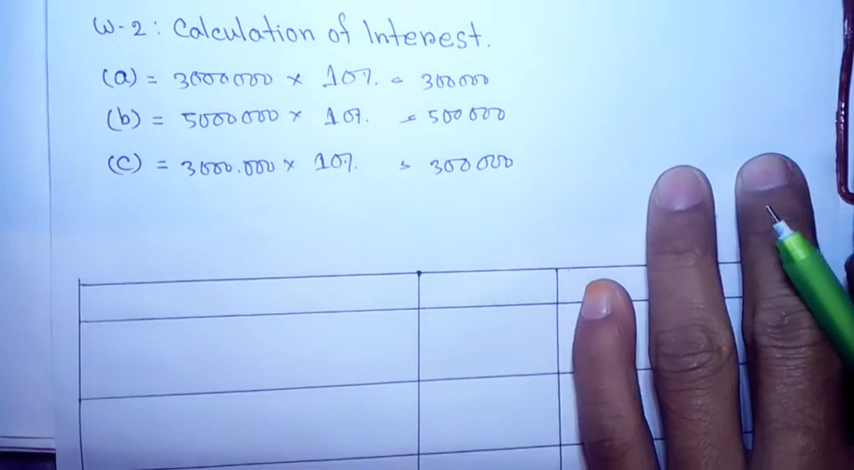 W-2: Calculation of Interest.
(a) = 3000000 × 10%. = 300000
(b) = 5000000 × 10%. = 500000
(c) = 3000.000 × 10%. = 300000